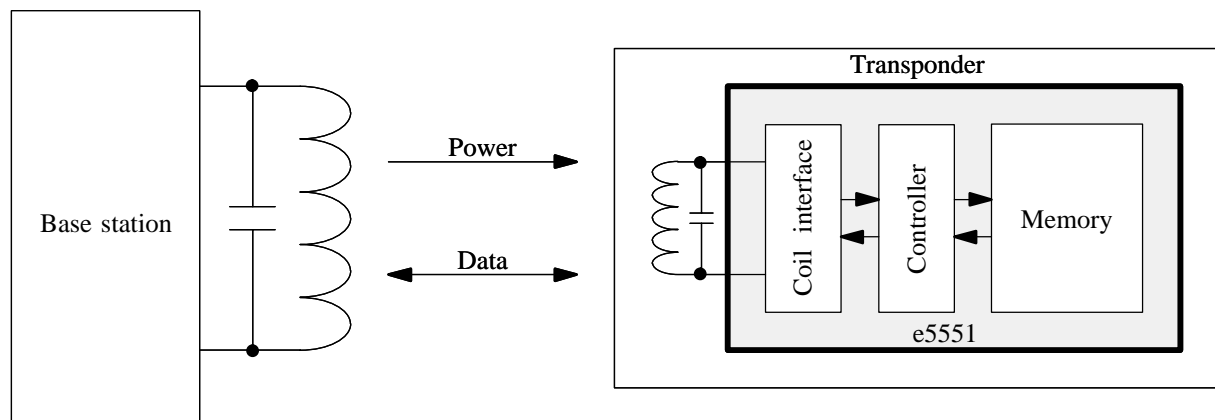 Base station
Power
Data
Transponder
Coil interface
Controller
Memory
e5551